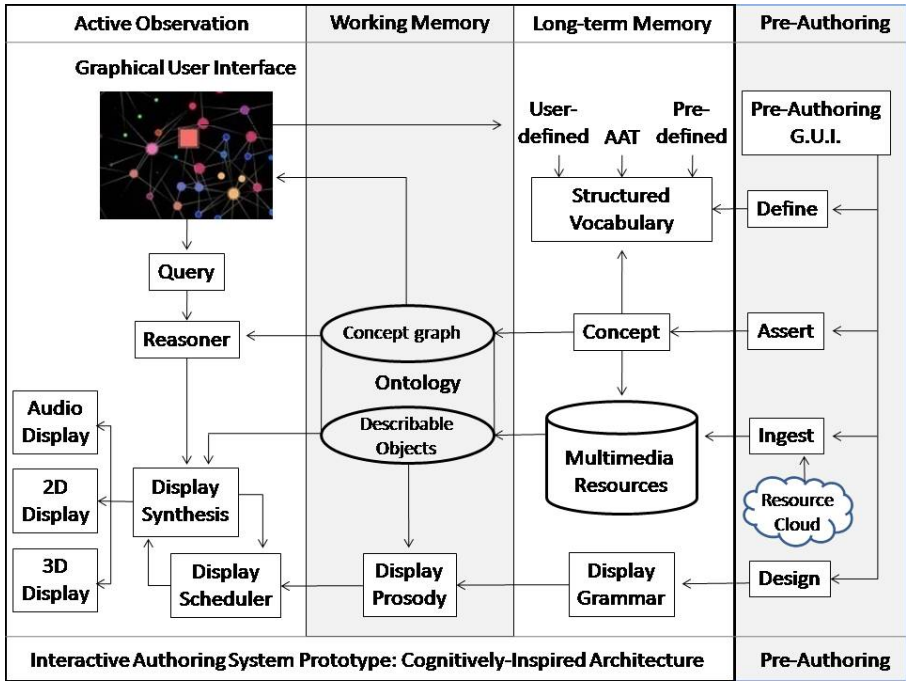 Active Observation
Working Memory
Long-term Memory
Pre-Authoring
Graphical User Interface
User-
defined
AAT
Pre-
defined
Pre-Authoring
G.U.I.
Structured
Vocabulary
Define
Query
Reasoner
Concept graph
Concept
Assert
Ontology
Audio
Display
Describable
Objects
Multimedia
Resources
Ingest
2D
Display
Display
Synthesis
Resource
Cloud
3D
Display
Display
Scheduler
Display
Prosody
Display
Grammar
Design
Interactive Authoring System Prototype: Cognitively-Inspired Architecture
Pre-Authoring